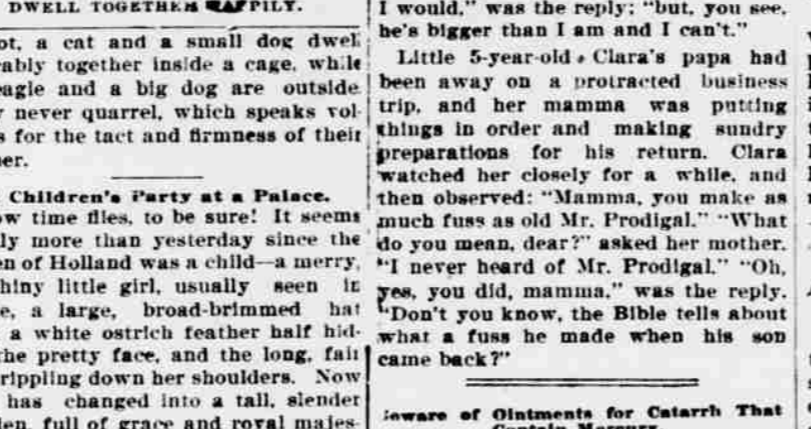 DWELL TOGETHER HAPPILY.
ot, a cat and a small dog dwell
rably together inside a cage, while
eagle and a big dog are outside.
r never quarrel, which speaks vol-
s for the tact and firmness of their
er.
Children's Party at a Palace.
ow time flies, to be sure! It seems
ly more than yesterday since the
en of Holland was a child—a merry,
shiny little girl, usually seen in
e, a large, broad-brimmed hat
a white ostrich feather half hid-
the pretty face, and the long, fair
rippling down her shoulders. Now
has changed into a tall, slender
len, full of grace and royal majes-
I would," was the reply; "but, you see,
he's bigger than I am and I can't."
Little 5-year-old Clara's papa had
been away on a protracted business
trip, and her mamma was putting
things in order and making sundry
preparations for his return. Clara
watched her closely for a while, and
then observed: "Mamma, you make as
much fuss as old Mr. Prodigal." "What
do you mean, dear?" asked her mother.
"I never heard of Mr. Prodigal." "Oh,
yes, you did, mamma," was the reply.
"Don't you know, the Bible tells about
what a fuss he made when his son
came back?"
Beware of Ointments for Catarrh That
Contain Mercury